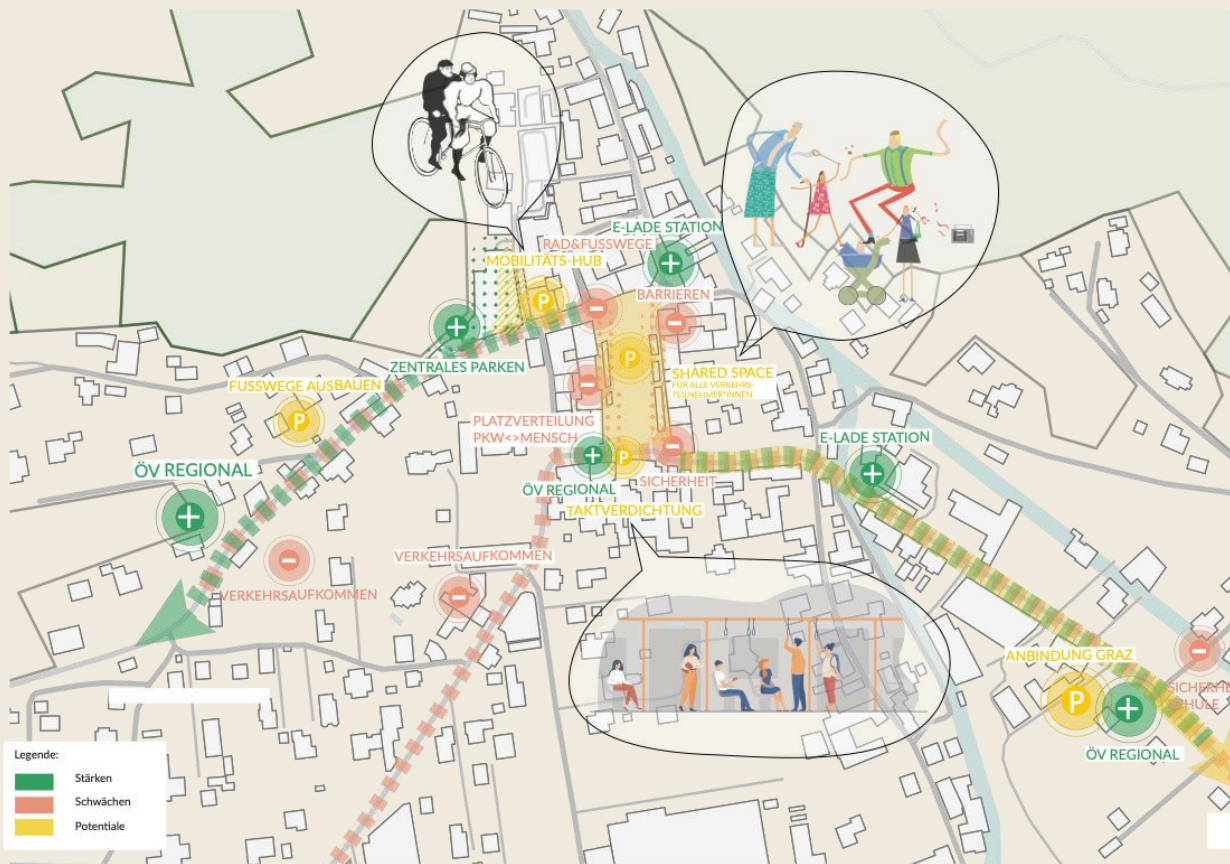 E-LADE STATION
RAD&FUSSWEGE
MOBILITÄTS-HUB
BARRIEREN
ZENTRALES PARKEN
SHARED SPACE
FÜR ALLE VERKEHRS-
TEILNEHMER*INNEN
FUSSWEGE AUSBAUEN
PLATZVERTEILUNG
PKW<>MENSCH
E-LADE STATION
ÖV REGIONAL
SICHERHEIT
ÖV REGIONAL
TAKTVERDICHTUNG
VERKEHRSAUFKOMMEN
VERKEHRSAUFKOMMEN
ANBINDUNG GRAZ
SICHERHE
SCHULE
ÖV REGIONAL
Legende:
Stärken
Schwächen
Potentiale
P
P
P
P
P